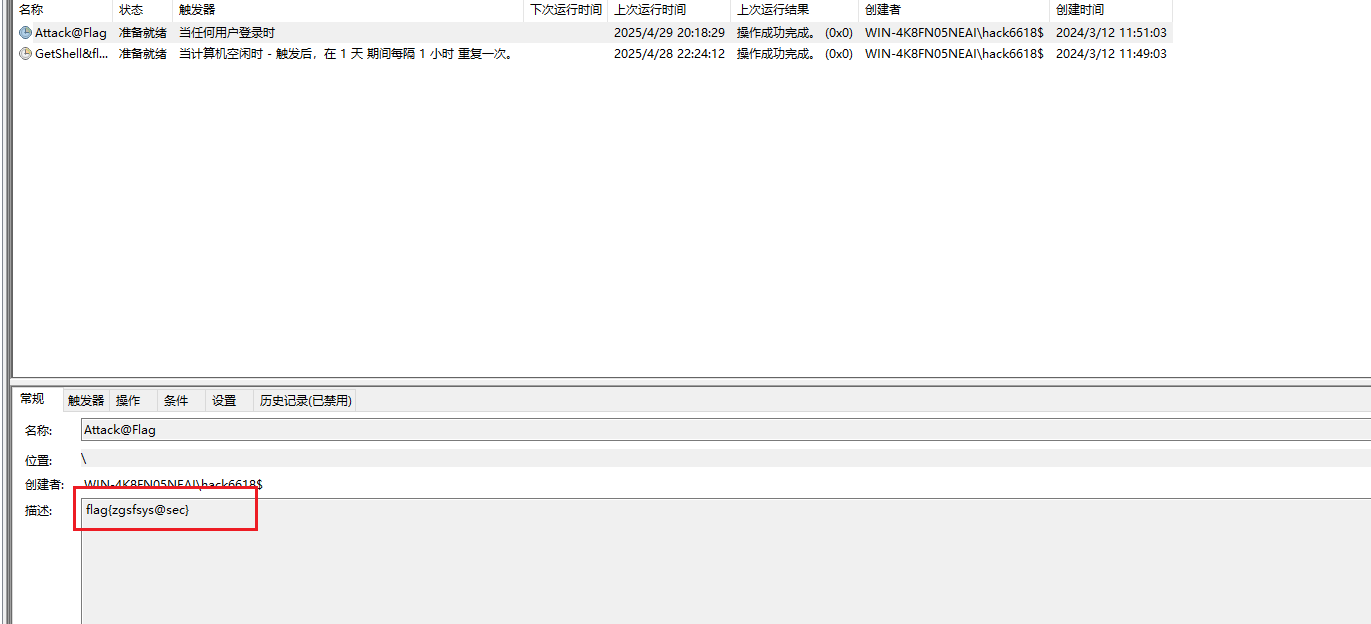 名称 状态 触发器 下次运行时间 上次运行时间 上次运行结果 创建者 创建时间
Attack@Flag 准备就绪 当任何用户登录时 2025/4/29 20:18:29 操作成功完成。 (0x0) WIN-4K8FN05NEAI\hack6618$ 2024/3/12 11:51:03
GetShell&fl... 准备就绪 当计算机空闲时 - 触发后，在 1 天 期间每隔 1 小时 重复一次。 2025/4/28 22:24:12 操作成功完成。 (0x0) WIN-4K8FN05NEAI\hack6618$ 2024/3/12 11:49:03
常规 触发器 操作 条件 设置 历史记录(已禁用)
名称: Attack@Flag
位置: \
创建者: WIN-4K8FN05NEAI\hack6618$
描述: flag{zgsfsys@sec}